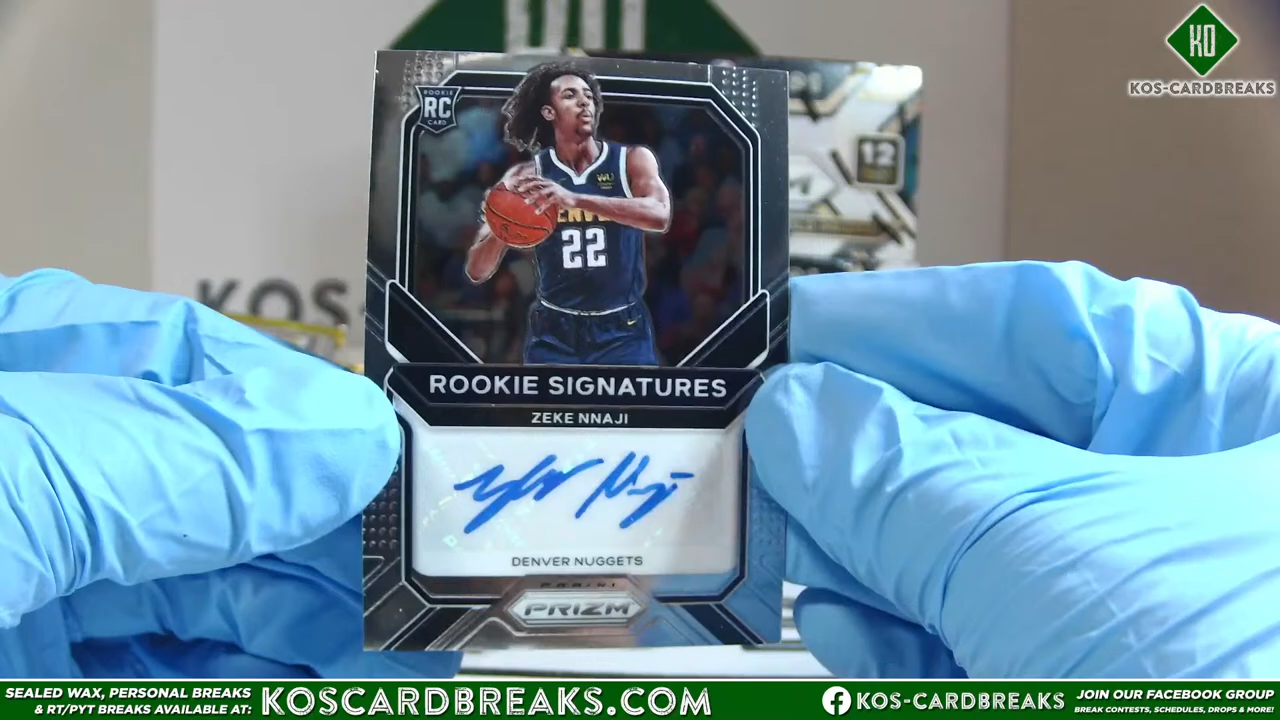 KO
KOS-CARDBREAKS
ROOKIE
RC
CARD
12
WU
22
KOS-
ROOKIE SIGNATURES
ZEKE NNAJI
DENVER NUGGETS
PANINI
PRIZM
SEALED WAX, PERSONAL BREAKS
& RT/PYT BREAKS AVAILABLE AT:
KOSCARDBREAKS.COM
KOS-CARDBREAKS
JOIN OUR FACEBOOK GROUP
BREAK CONTESTS, SCHEDULES, DROPS & MORE!